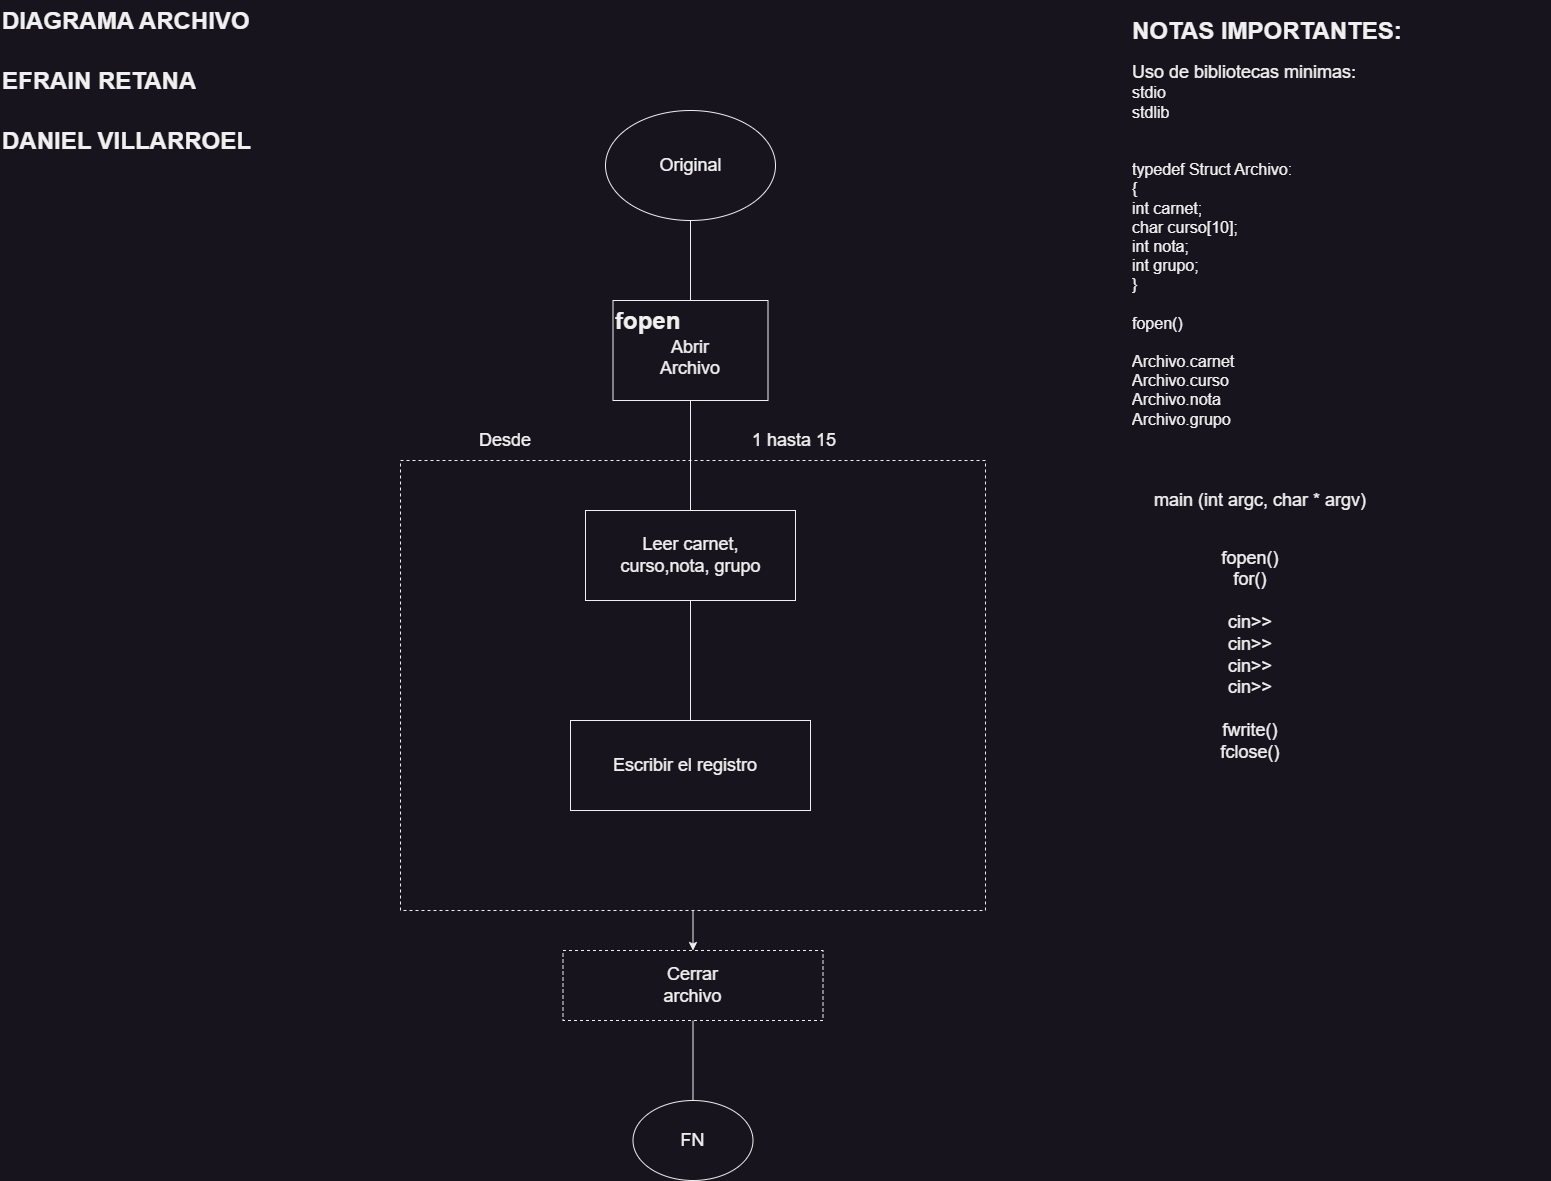 DIAGRAMA ARCHIVO
EFRAIN RETANA
DANIEL VILLARROEL
Original
fopen
Abrir
Archivo
Desde
1 hasta 15
Leer carnet,
curso,nota, grupo
Escribir el registro
Cerrar
archivo
FN
NOTAS IMPORTANTES:
Uso de bibliotecas minimas:
stdio
stdlib
typedef Struct Archivo:
{
int carnet;
char curso[10];
int nota;
int grupo;
}
fopen()
Archivo.carnet
Archivo.curso
Archivo.nota
Archivo.grupo
main (int argc, char * argv)
fopen()
for()
cin>>
cin>>
cin>>
cin>>
fwrite()
fclose()